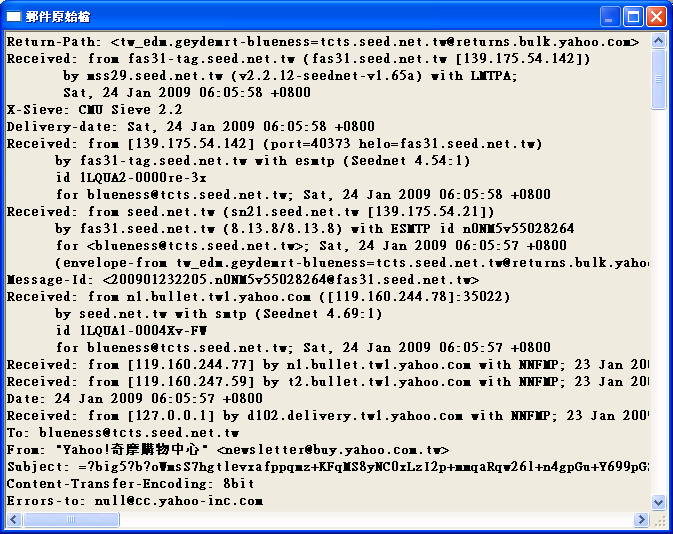 郵件原始檔
Return-Path: <tw_edm.geydemrt-blueness=tcts.seed.net.tw@returns.bulk.yahoo.com>
Received: from fas31-tag.seed.net.tw (fas31.seed.net.tw [139.175.54.142])
by mss29.seed.net.tw (v2.2.12-seednet-v1.65a) with LMTPA;
Sat, 24 Jan 2009 06:05:58 +0800
X-Sieve: CMU Sieve 2.2
Delivery-date: Sat, 24 Jan 2009 06:05:58 +0800
Received: from [139.175.54.142] (port=40373 helo=fas31.seed.net.tw)
by fas31-tag.seed.net.tw with esmtp (Seednet 4.54:1)
id 1LQUA2-0000re-3x
for blueness@tcts.seed.net.tw; Sat, 24 Jan 2009 06:05:58 +0800
Received: from seed.net.tw (sn21.seed.net.tw [139.175.54.21])
by fas31.seed.net.tw (8.13.8/8.13.8) with ESMTP id n0NM5v55028264
for <blueness@tcts.seed.net.tw>; Sat, 24 Jan 2009 06:05:57 +0800
(envelope-from tw_edm.geydemrt-blueness=tcts.seed.net.tw@returns.bulk.yaho
Message-Id: <200901232205.n0NM5v55028264@fas31.seed.net.tw>
Received: from n1.bullet.tw1.yahoo.com ([119.160.244.78]:35022)
by seed.net.tw with smtp (Seednet 4.69:1)
id 1LQUA1-0004Xv-FW
for blueness@tcts.seed.net.tw; Sat, 24 Jan 2009 06:05:57 +0800
Received: from [119.160.244.77] by n1.bullet.tw1.yahoo.com with NNFMP; 23 Jan 200
Received: from [119.160.247.59] by t2.bullet.tw1.yahoo.com with NNFMP; 23 Jan 200
Date: 24 Jan 2009 06:05:57 +0800
Received: from [127.0.0.1] by d102.delivery.tw1.yahoo.com with NNFMP; 23 Jan 2009
To: blueness@tcts.seed.net.tw
From: "Yahoo!奇摩購物中心" <newsletter@buy.yahoo.com.tw>
Subject: =?big5?b?oWmsS7hgtlevxafppqmz+KFqMS8yNC0xLzI2p+mmqaRqw26l+n4gpGu+Y699pG
Content-Transfer-Encoding: 8bit
Errors-to: null@cc.yahoo-inc.com